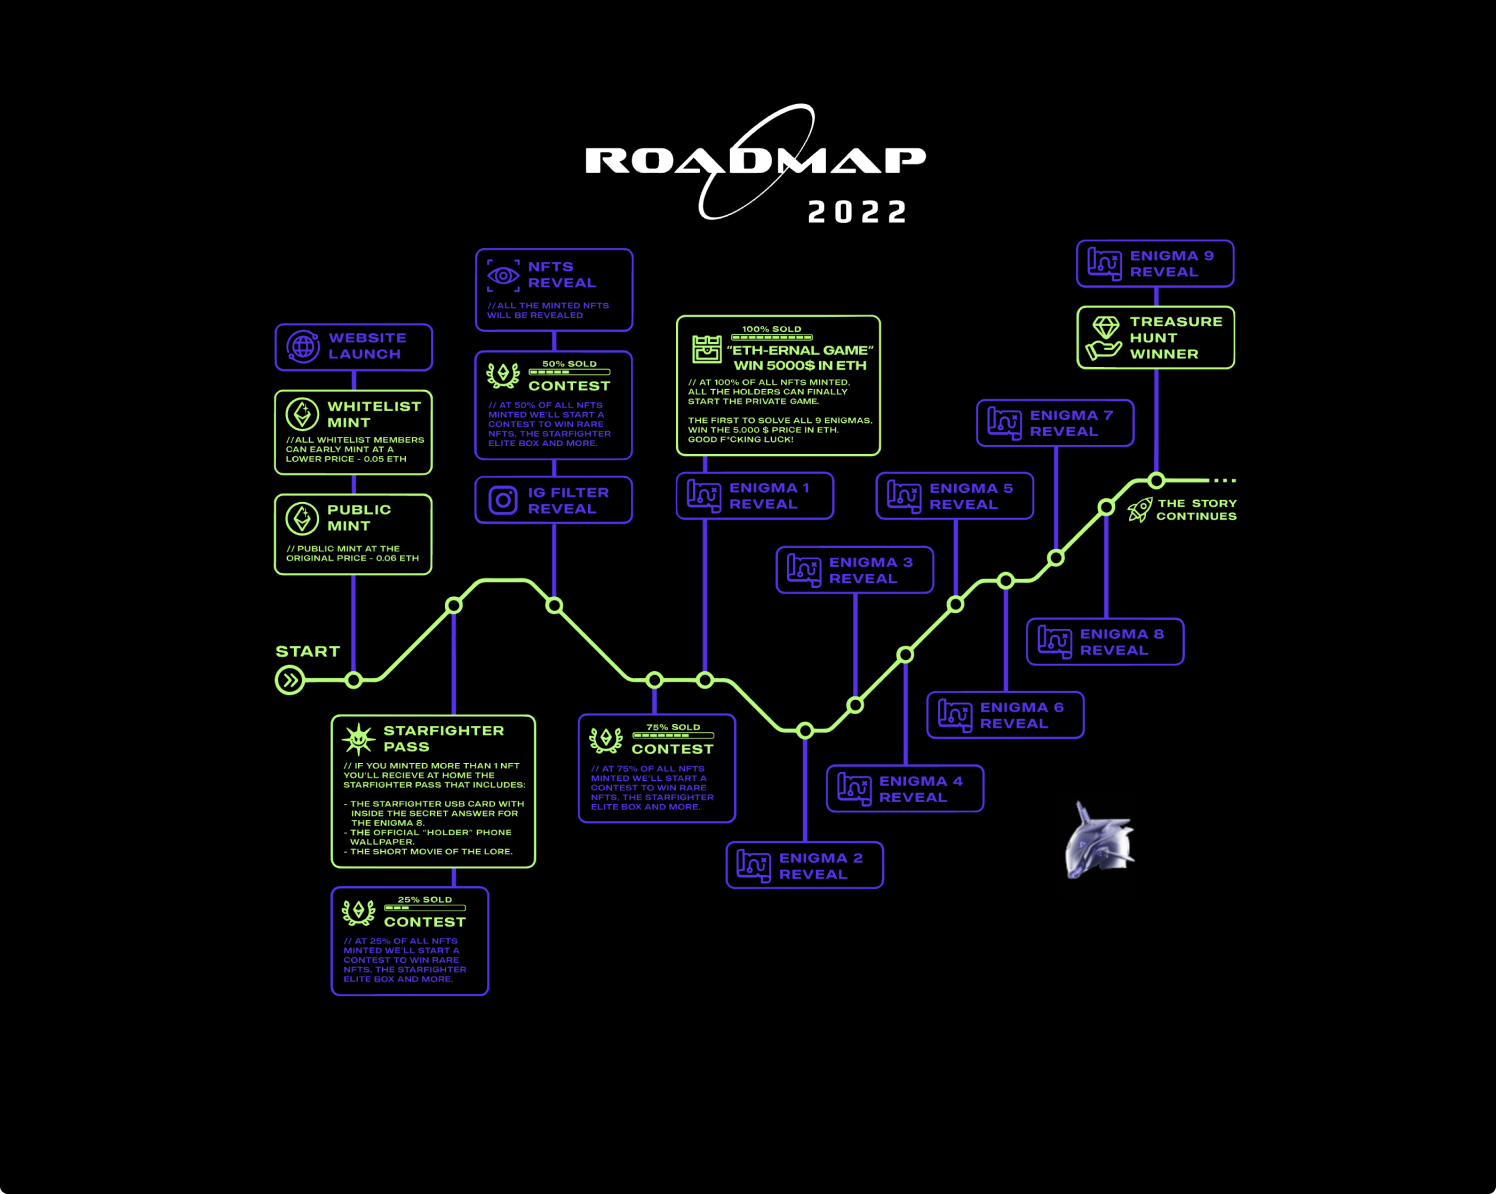 ROADMAP
2022
WEBSITE
LAUNCH
WHITELIST
MINT
//ALL WHITELIST MEMBERS
CAN EARLY MINT AT A
LOWER PRICE - 0.05 ETH
PUBLIC
MINT
// PUBLIC MINT AT THE
ORIGINAL PRICE - 0.06 ETH
START
STARFIGHTER
PASS
// IF YOU MINTED MORE THAN 1 NFT
YOU'LL RECIEVE AT HOME THE
STARFIGHTER PASS THAT INCLUDES:
- THE STARFIGHTER USB CARD WITH
INSIDE THE SECRET ANSWER FOR
THE ENIGMA 8.
- THE OFFICIAL "HOLDER" PHONE
WALLPAPER.
- THE SHORT MOVIE OF THE LORE.
25% SOLD
CONTEST
// AT 25% OF ALL NFTS
MINTED WE'LL START A
CONTEST TO WIN RARE
NFTS, THE STARFIGHTER
ELITE BOX AND MORE.
NFTS
REVEAL
//ALL THE MINTED NFTS
WILL BE REVEALED
50% SOLD
CONTEST
// AT 50% OF ALL NFTS
MINTED WE'LL START A
CONTEST TO WIN RARE
NFTS, THE STARFIGHTER
ELITE BOX AND MORE.
IG FILTER
REVEAL
75% SOLD
CONTEST
// AT 75% OF ALL NFTS
MINTED WE'LL START A
CONTEST TO WIN RARE
NFTS, THE STARFIGHTER
ELITE BOX AND MORE.
100% SOLD
"ETH-ERNAL GAME"
WIN 5000$ IN ETH
// AT 100% OF ALL NFTS MINTED,
ALL THE HOLDERS CAN FINALLY
START THE PRIVATE GAME.
THE FIRST TO SOLVE ALL 9 ENIGMAS,
WIN THE 5.000 $ PRICE IN ETH.
GOOD F*CKING LUCK!
ENIGMA 1
REVEAL
ENIGMA 2
REVEAL
ENIGMA 3
REVEAL
ENIGMA 4
REVEAL
ENIGMA 5
REVEAL
ENIGMA 6
REVEAL
ENIGMA 7
REVEAL
ENIGMA 8
REVEAL
ENIGMA 9
REVEAL
TREASURE
HUNT
WINNER
THE STORY
CONTINUES